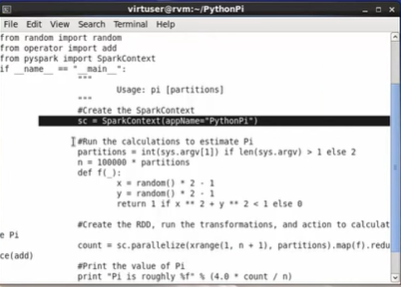 virtuser@rvm:~/PythonPi
File Edit View Search Terminal Help
from random import random
from operator import add
from pyspark import SparkContext
if __name__ == "__main__":
"""
Usage: pi [partitions]
"""
#Create the SparkContext
sc = SparkContext(appName="PythonPi")
#Run the calculations to estimate Pi
partitions = int(sys.argv[1]) if len(sys.argv) > 1 else 2
n = 100000 * partitions
def f(_):
x = random() * 2 - 1
y = random() * 2 - 1
return 1 if x ** 2 + y ** 2 < 1 else 0
#Create the RDD, run the transformations, and action to calculat
e Pi
count = sc.parallelize(xrange(1, n + 1), partitions).map(f).redu
ce(add)
#Print the value of Pi
print "Pi is roughly %f" % (4.0 * count / n)